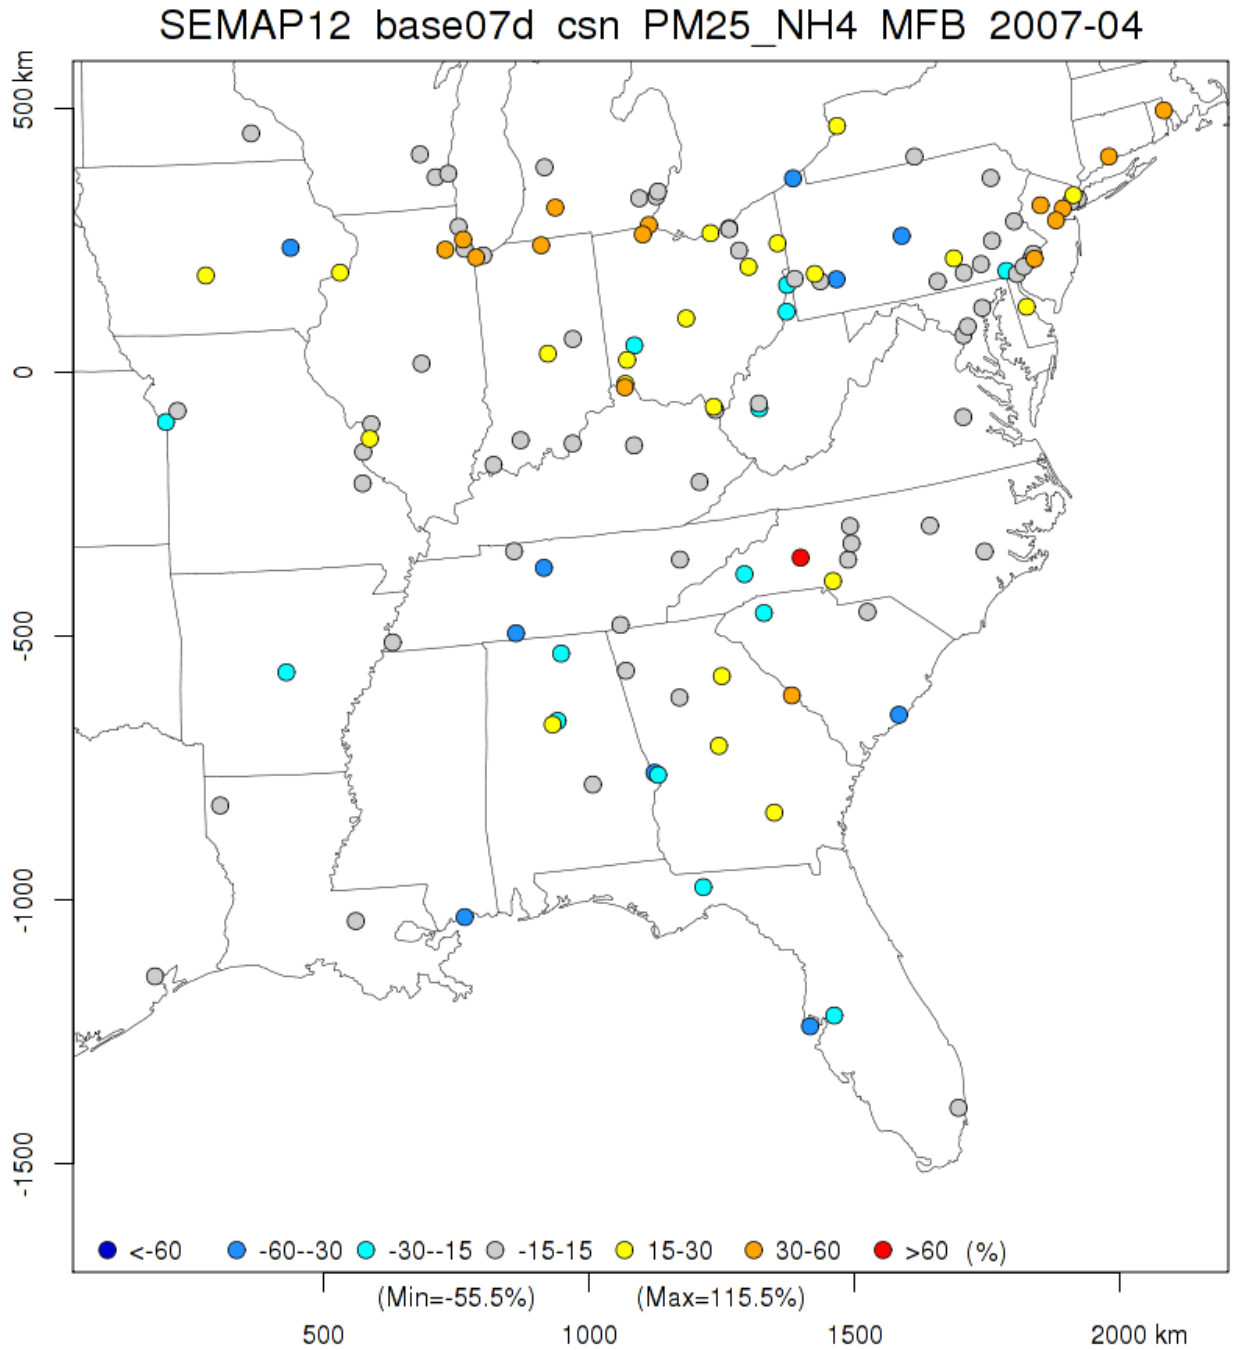 SEMAP12 base07d csn PM25_NH4 MFB 2007-04
500 km
0
-500
-1000
-1500
<-60 -60--30 -30--15 -15-15 15-30 30-60 >60 (%)
(Min=-55.5%) (Max=115.5%)
500 1000 1500 2000 km